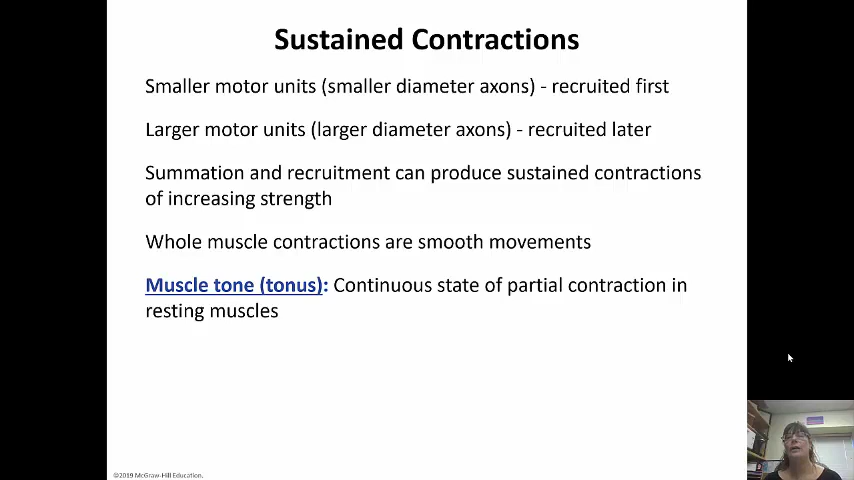 Sustained Contractions
Smaller motor units (smaller diameter axons) - recruited first
Larger motor units (larger diameter axons) - recruited later
Summation and recruitment can produce sustained contractions
of increasing strength
Whole muscle contractions are smooth movements
Muscle tone (tonus): Continuous state of partial contraction in
resting muscles
©2019 McGraw-Hill Education.